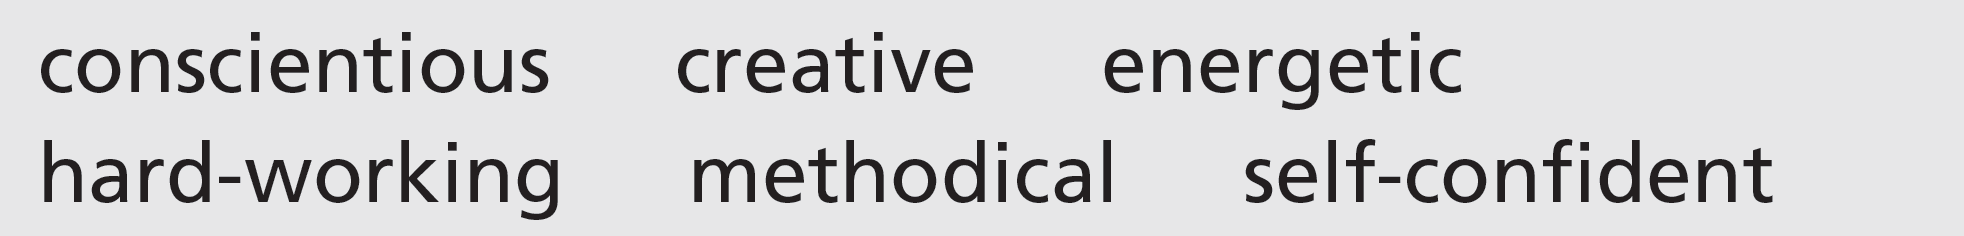 conscientious creative energetic
hard-working methodical self-confident